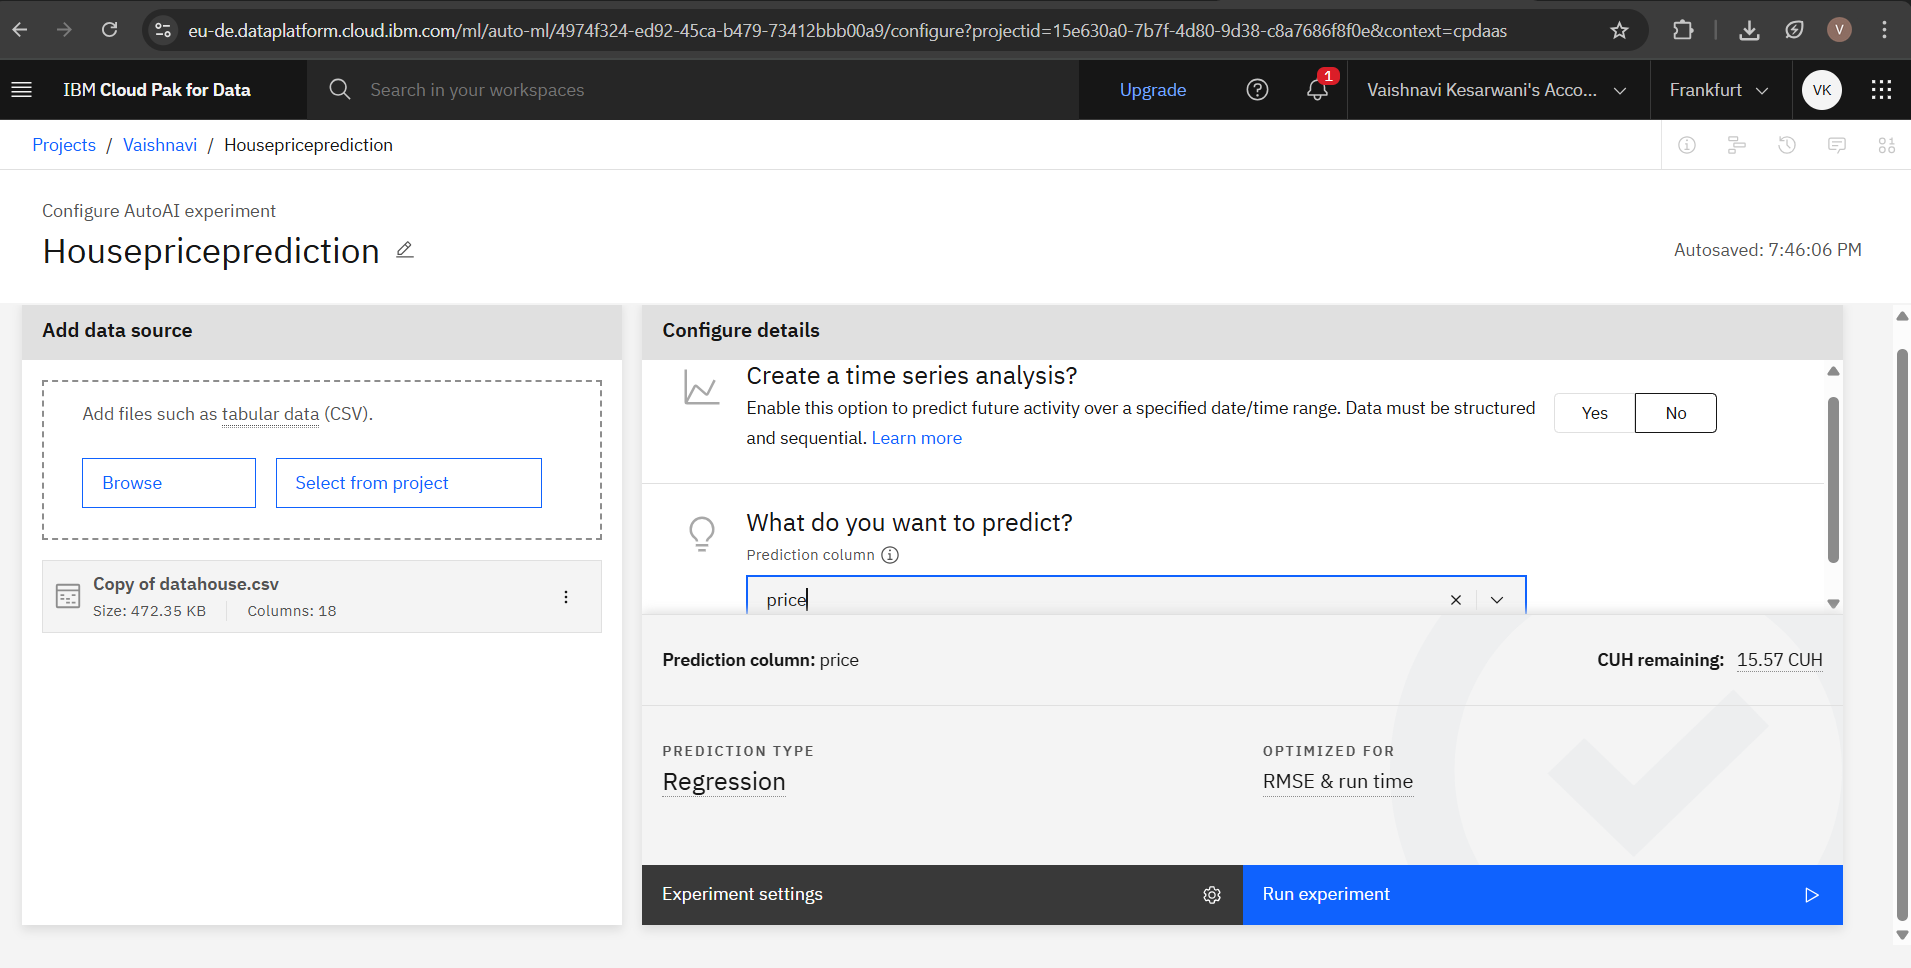 eu-de.dataplatform.cloud.ibm.com/ml/auto-ml/4974f324-ed92-45ca-b479-73412bbb00a9/configure?projectid=15e630a0-7b7f-4d80-9d38-c8a7686f8f0e&context=cpdaas
V
IBM Cloud Pak for Data
Search in your workspaces
Upgrade
1
Vaishnavi Kesarwani's Acco...
Frankfurt
VK
Projects / Vaishnavi / Housepriceprediction
Configure AutoAI experiment
Housepriceprediction
Autosaved: 7:46:06 PM
Add data source
Add files such as tabular data (CSV).
Browse
Select from project
Copy of datahouse.csv
Size: 472.35 KB
Columns: 18
Configure details
Create a time series analysis?
Enable this option to predict future activity over a specified date/time range. Data must be structured
and sequential. Learn more
Yes
No
What do you want to predict?
Prediction column
price
Prediction column: price
CUH remaining: 15.57 CUH
PREDICTION TYPE
Regression
OPTIMIZED FOR
RMSE & run time
Experiment settings
Run experiment